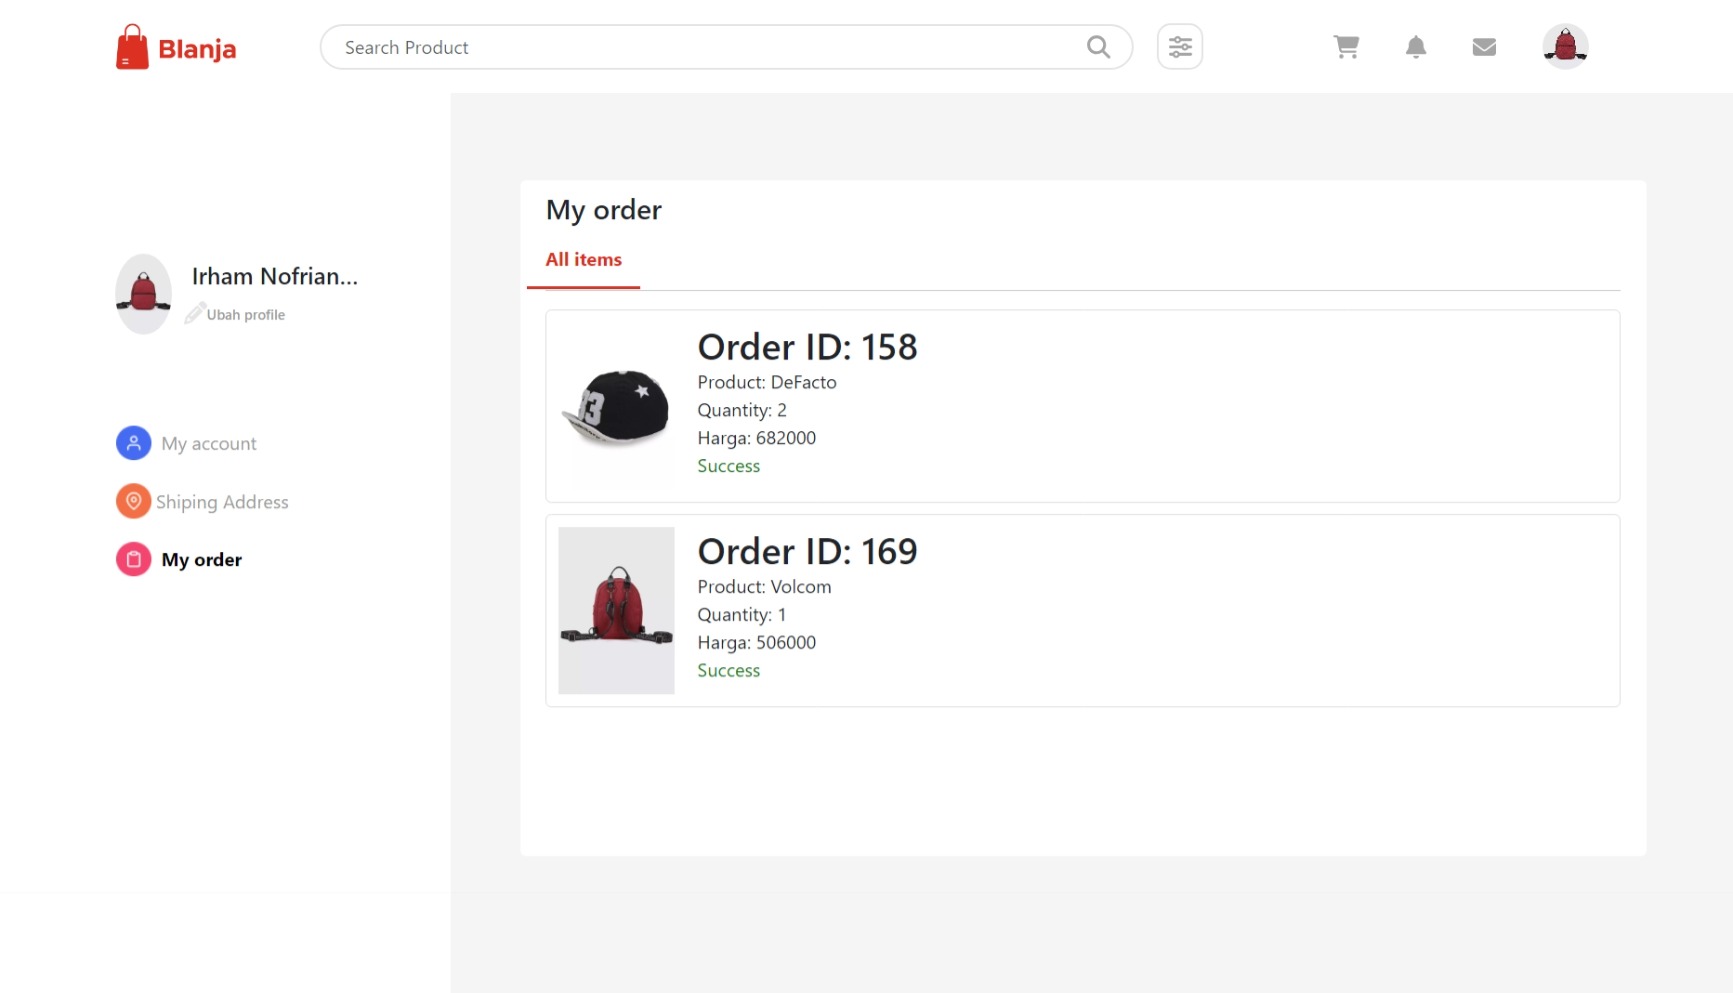 Blanja
Search Product
Irham Nofrian...
Ubah profile
My account
Shiping Address
My order
My order
All items
Order ID: 158
Product: DeFacto
Quantity: 2
Harga: 682000
Success
Order ID: 169
Product: Volcom
Quantity: 1
Harga: 506000
Success